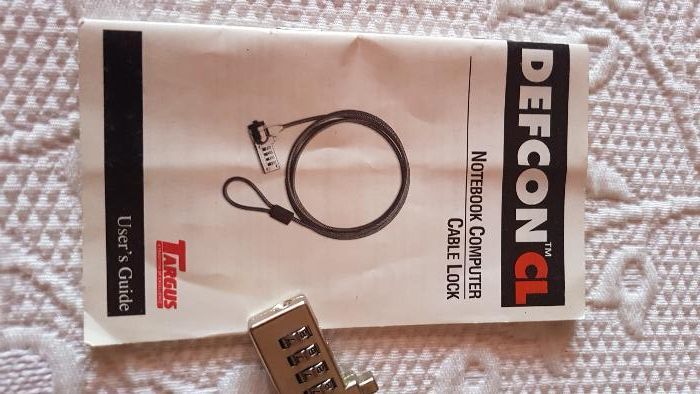 DEFCON™ CL
NOTEBOOK COMPUTER
CABLE LOCK
TARGUS
User's Guide